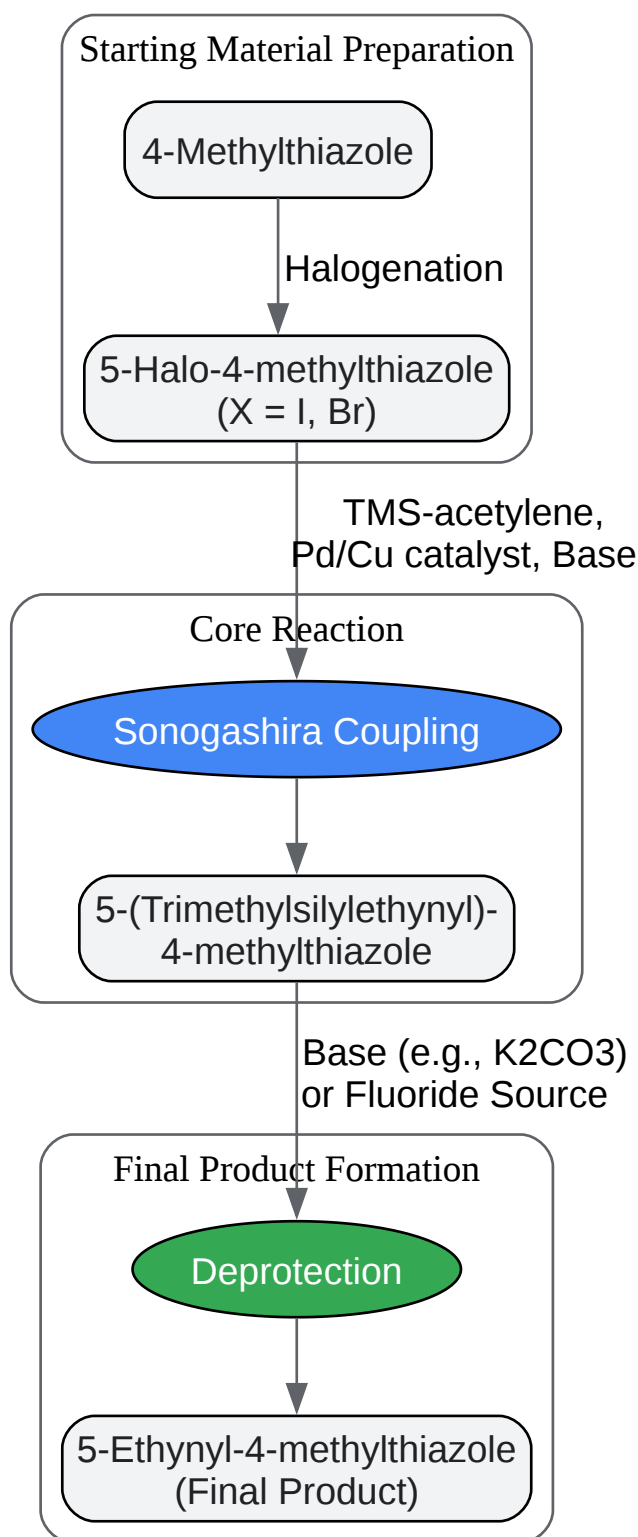 Starting Material Preparation
4-Methylthiazole
Halogenation
5-Halo-4-methylthiazole
(X = I, Br)
TMS-acetylene,
Pd/Cu catalyst, Base
Core Reaction
Sonogashira Coupling
5-(Trimethylsilylethynyl)-
4-methylthiazole
Base (e.g., K2CO3)
or Fluoride Source
Final Product Formation
Deprotection
5-Ethynyl-4-methylthiazole
(Final Product)